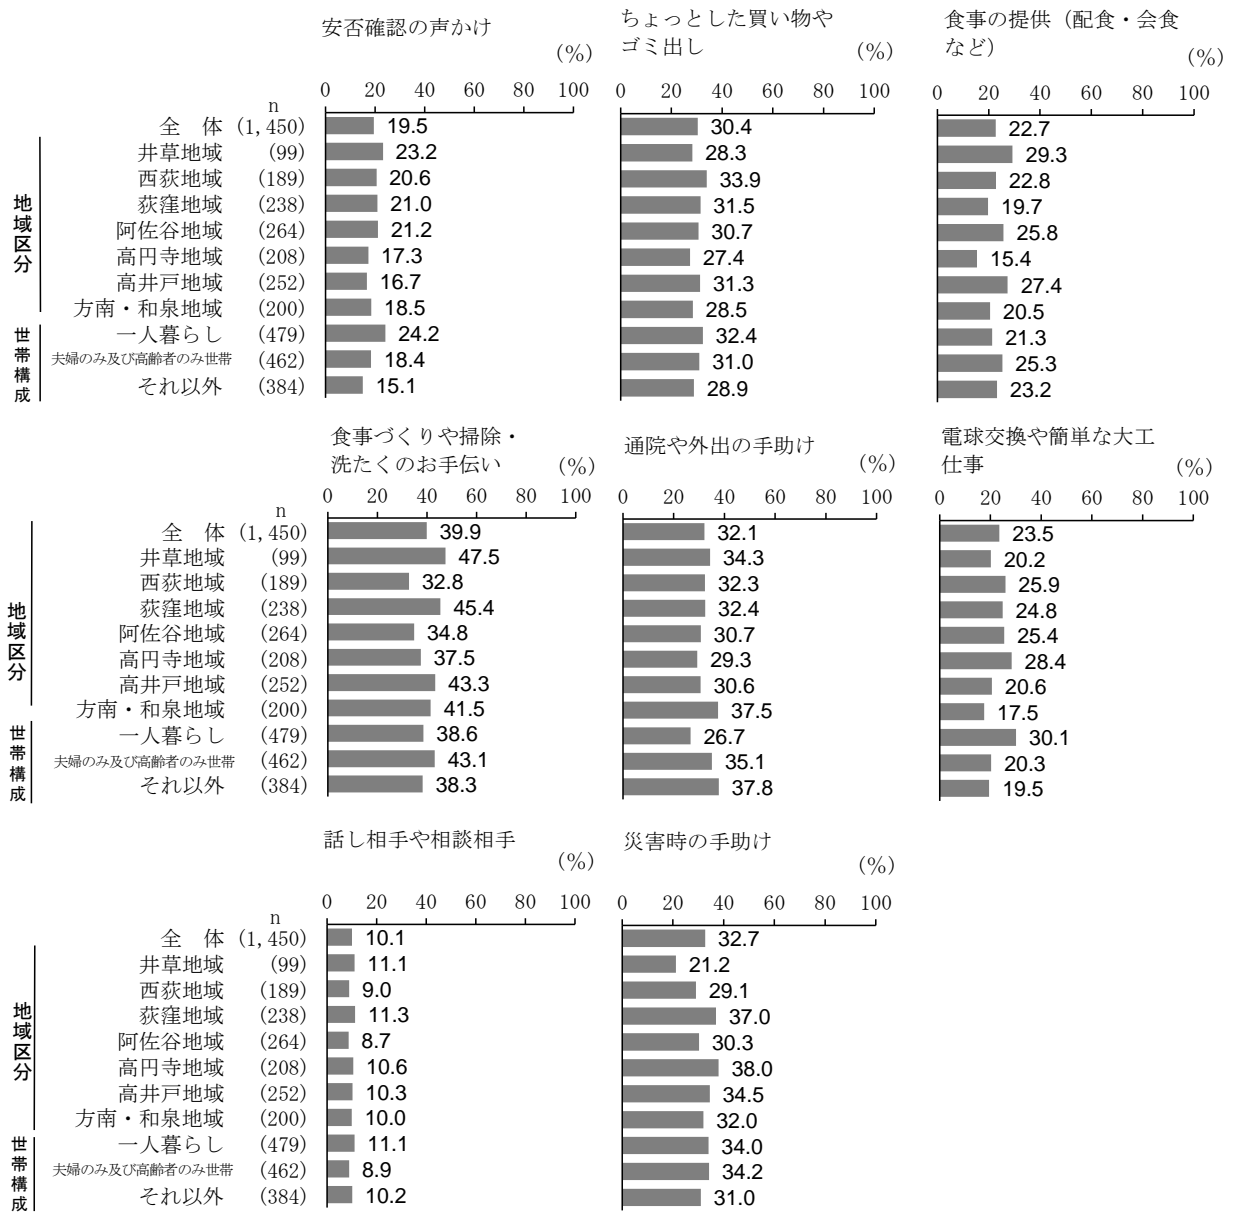 安否確認の声かけ
(%)
ちょっとした買い物や
ゴミ出し
(%)
食事の提供（配食・会食
など）
(%)
0 20 40 60 80 100
0 20 40 60 80 100
0 20 40 60 80 100
n
全　体 (1,450) 19.5 30.4 22.7
地域区分
井草地域 (99) 23.2 28.3 29.3
西荻地域 (189) 20.6 33.9 22.8
荻窪地域 (238) 21.0 31.5 19.7
阿佐谷地域 (264) 21.2 30.7 25.8
高円寺地域 (208) 17.3 27.4 15.4
高井戸地域 (252) 16.7 31.3 27.4
方南・和泉地域 (200) 18.5 28.5 20.5
世帯構成
一人暮らし (479) 24.2 32.4 21.3
夫婦のみ及び高齢者のみ世帯 (462) 18.4 31.0 25.3
それ以外 (384) 15.1 28.9 23.2
食事づくりや掃除・
洗たくのお手伝い
(%)
通院や外出の手助け
(%)
電球交換や簡単な大工
仕事
(%)
0 20 40 60 80 100
0 20 40 60 80 100
0 20 40 60 80 100
n
全　体 (1,450) 39.9 32.1 23.5
地域区分
井草地域 (99) 47.5 34.3 20.2
西荻地域 (189) 32.8 32.3 25.9
荻窪地域 (238) 45.4 32.4 24.8
阿佐谷地域 (264) 34.8 30.7 25.4
高円寺地域 (208) 37.5 29.3 28.4
高井戸地域 (252) 43.3 30.6 20.6
方南・和泉地域 (200) 41.5 37.5 17.5
世帯構成
一人暮らし (479) 38.6 26.7 30.1
夫婦のみ及び高齢者のみ世帯 (462) 43.1 35.1 20.3
それ以外 (384) 38.3 37.8 19.5
話し相手や相談相手
(%)
災害時の手助け
(%)
0 20 40 60 80 100
0 20 40 60 80 100
n
全　体 (1,450) 10.1 32.7
地域区分
井草地域 (99) 11.1 21.2
西荻地域 (189) 9.0 29.1
荻窪地域 (238) 11.3 37.0
阿佐谷地域 (264) 8.7 30.3
高円寺地域 (208) 10.6 38.0
高井戸地域 (252) 10.3 34.5
方南・和泉地域 (200) 10.0 32.0
世帯構成
一人暮らし (479) 11.1 34.0
夫婦のみ及び高齢者のみ世帯 (462) 8.9 34.2
それ以外 (384) 10.2 31.0